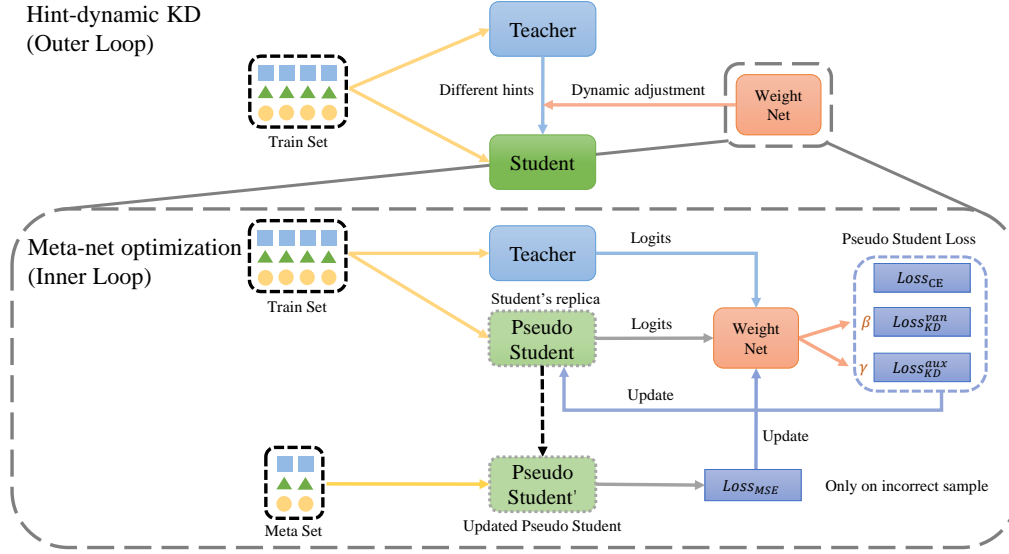 Hint-dynamic KD
(Outer Loop)
Teacher
Train Set
Different hints
Dynamic adjustment
Weight
Net
Student
Meta-net optimization
(Inner Loop)
Train Set
Teacher
Logits
Pseudo Student Loss
Loss_CE
Student's replica
Pseudo
Student
Logits
Weight
Net
β
Loss_KD^van
γ
Loss_KD^aux
Update
Update
Meta Set
Pseudo
Student'
Updated Pseudo Student
Loss_MSE
Only on incorrect sample